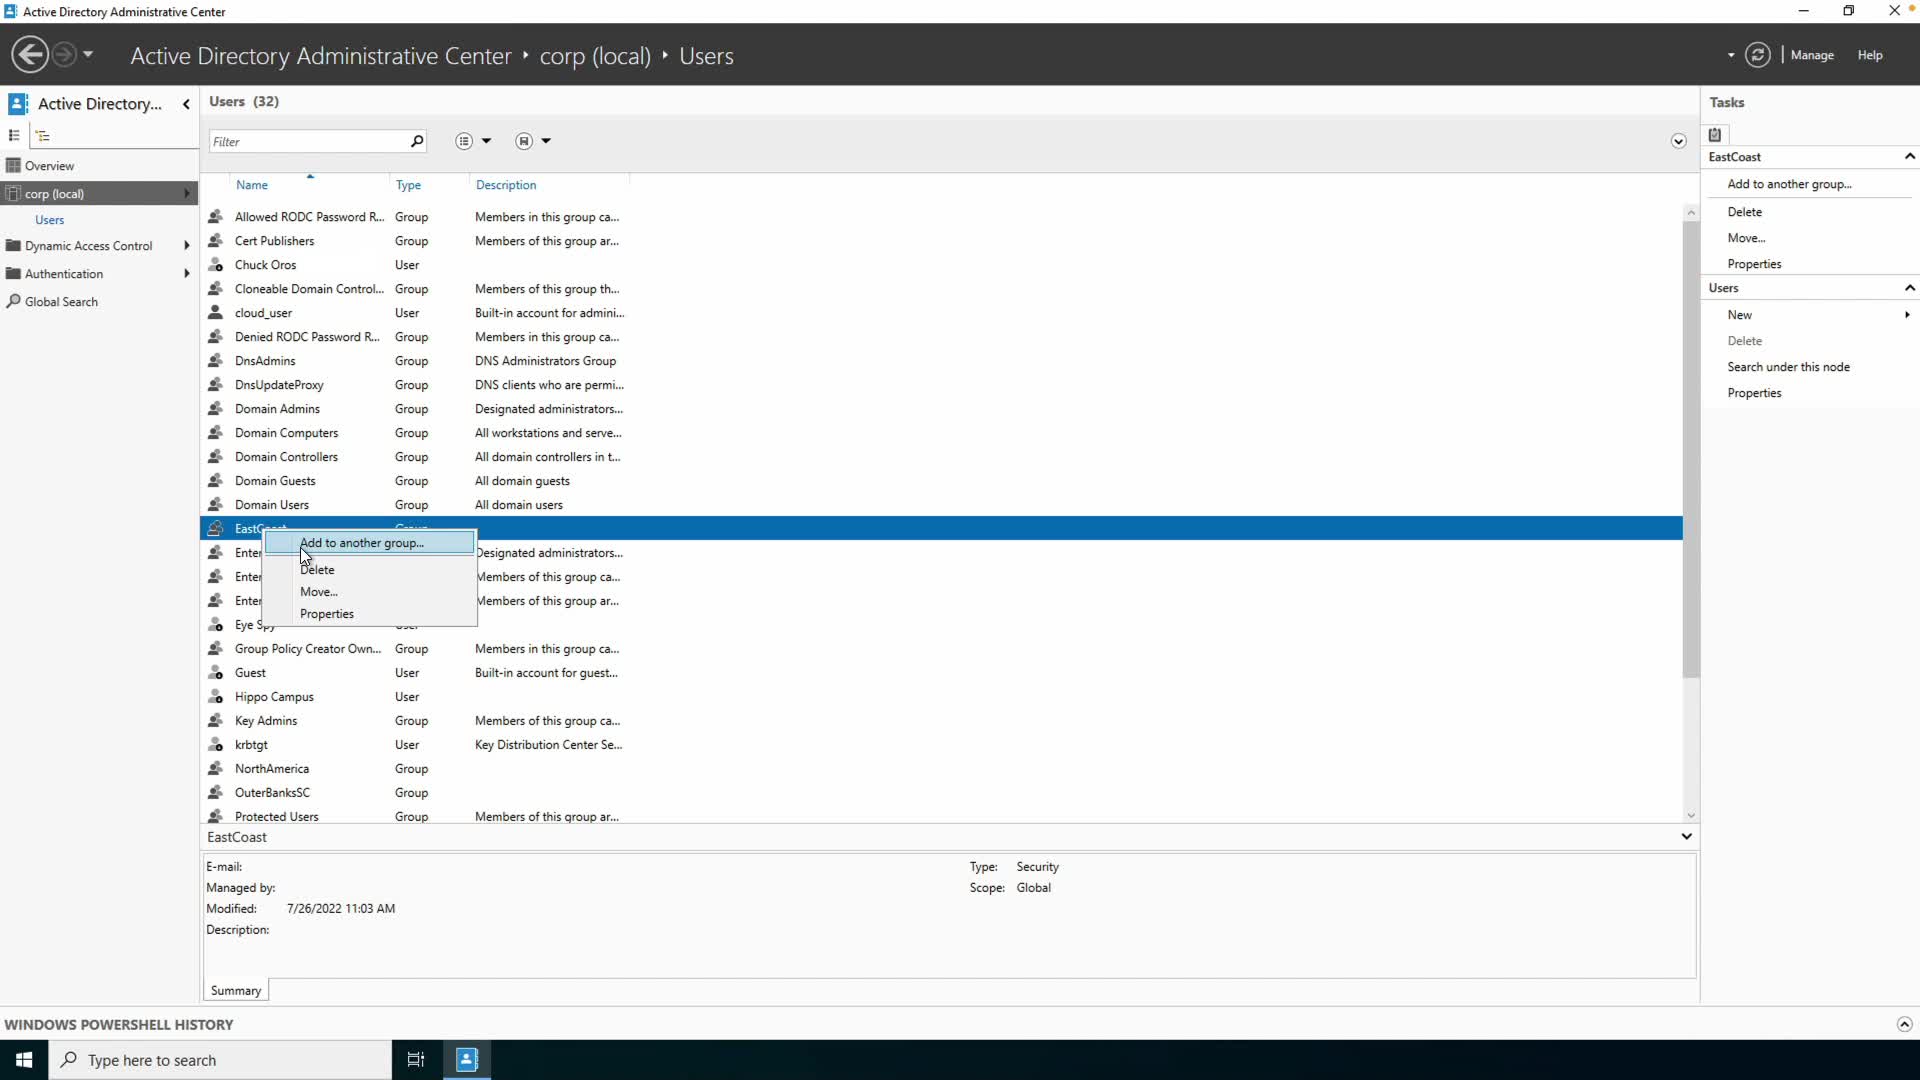 Active Directory Administrative Center
Active Directory Administrative Center ‣ corp (local) ‣ Users
Manage
Help
Active Directory...
Overview
corp (local)
Users
Dynamic Access Control
Authentication
Global Search
Users (32)
Filter
Name Type Description
Allowed RODC Password R... Group Members in this group ca...
Cert Publishers Group Members of this group ar...
Chuck Oros User
Cloneable Domain Control... Group Members of this group th...
cloud_user User Built-in account for admini...
Denied RODC Password R... Group Members in this group ca...
DnsAdmins Group DNS Administrators Group
DnsUpdateProxy Group DNS clients who are permi...
Domain Admins Group Designated administrators...
Domain Computers Group All workstations and serve...
Domain Controllers Group All domain controllers in t...
Domain Guests Group All domain guests
Domain Users Group All domain users
EastCoast Group
Enter Designated administrators...
Enter Members of this group ca...
Enter Members of this group ar...
Eye Spy User
Group Policy Creator Own... Group Members in this group ca...
Guest User Built-in account for guest...
Hippo Campus User
Key Admins Group Members of this group ca...
krbtgt User Key Distribution Center Se...
NorthAmerica Group
OuterBanksSC Group
Protected Users Group Members of this group ar...
Add to another group...
Delete
Move...
Properties
EastCoast
E-mail:
Managed by:
Modified: 7/26/2022 11:03 AM
Description:
Type: Security
Scope: Global
Summary
Tasks
EastCoast
Add to another group...
Delete
Move...
Properties
Users
New
Delete
Search under this node
Properties
WINDOWS POWERSHELL HISTORY
Type here to search